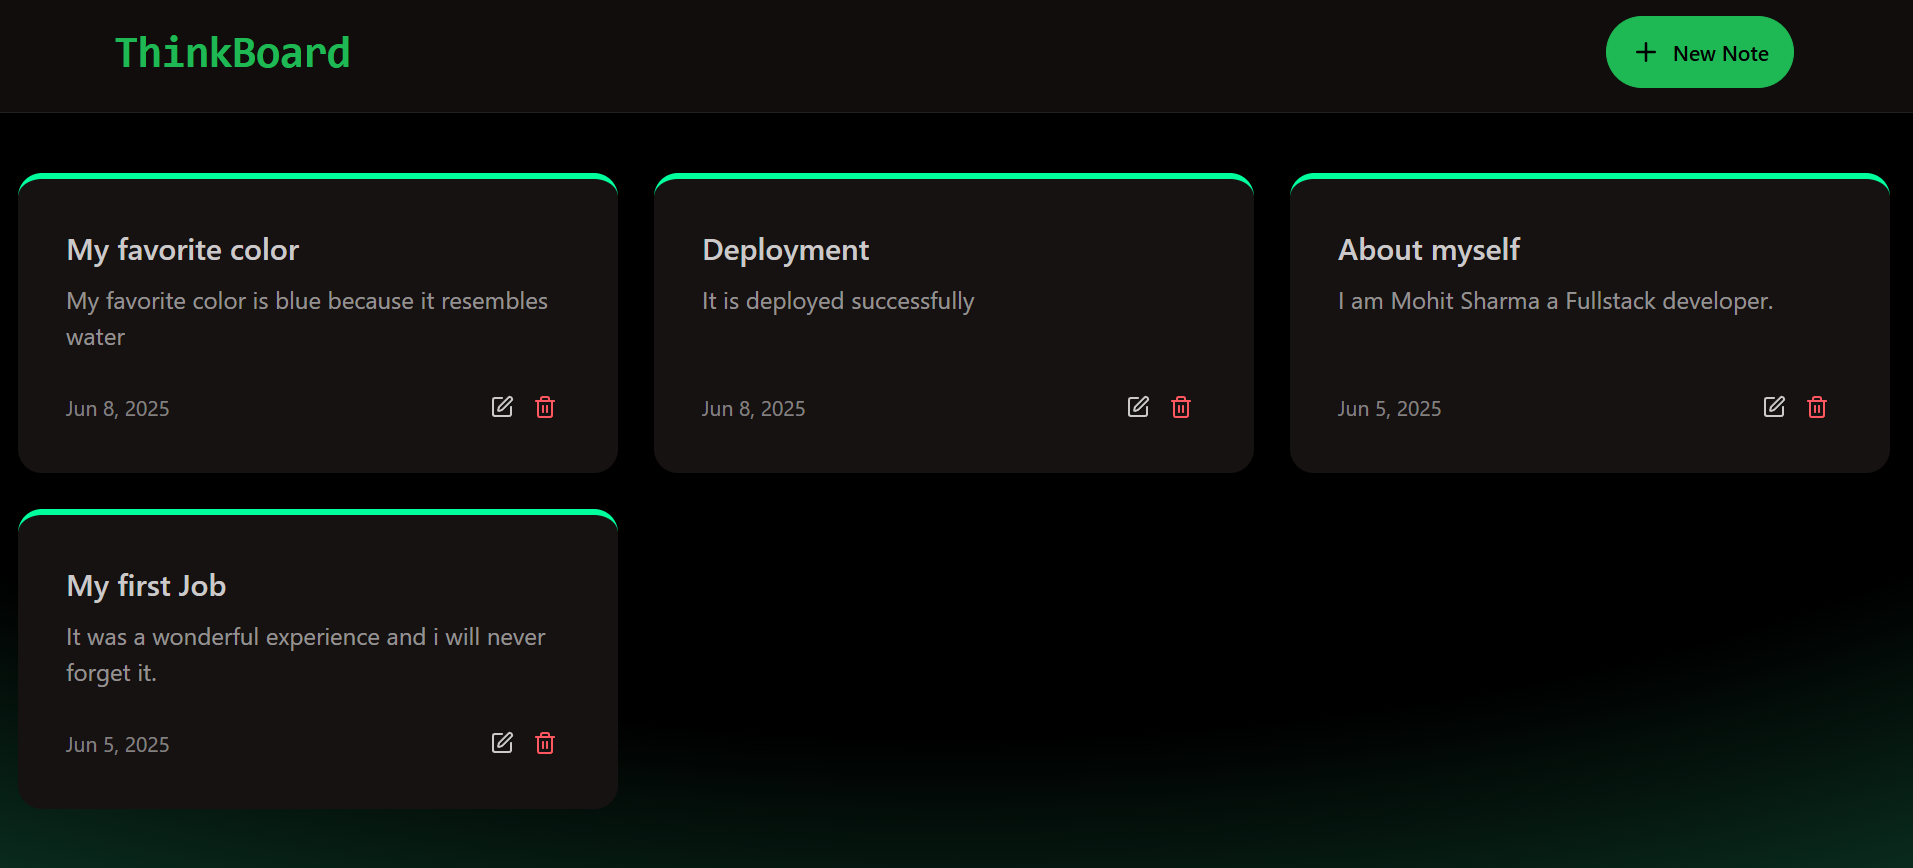 ThinkBoard
New Note
My favorite color
My favorite color is blue because it resembles
water
Jun 8, 2025
Deployment
It is deployed successfully
Jun 8, 2025
About myself
I am Mohit Sharma a Fullstack developer.
Jun 5, 2025
My first Job
It was a wonderful experience and i will never
forget it.
Jun 5, 2025